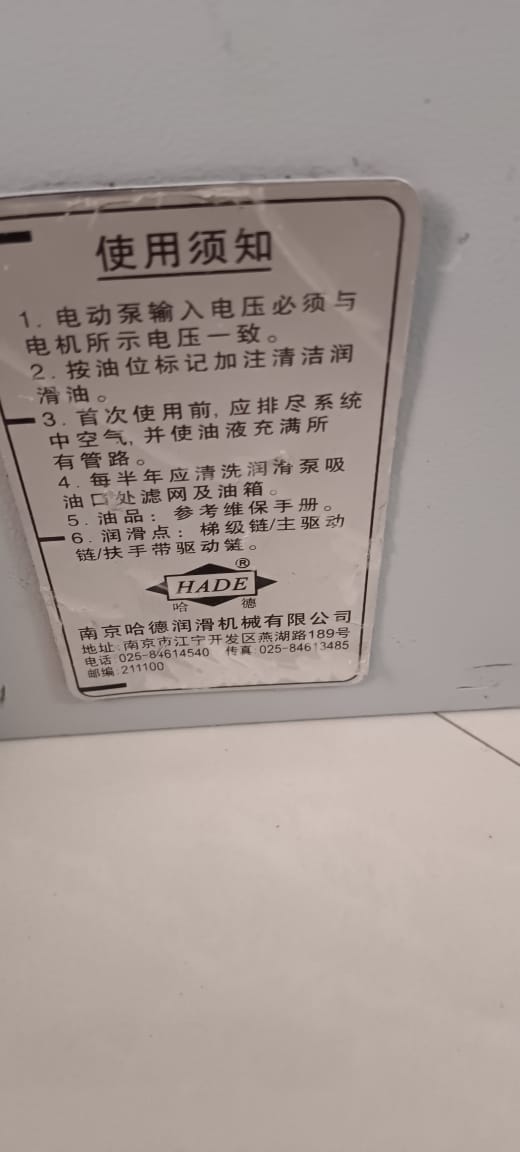 使用须知
1. 电动泵输入电压必须与
电机所示电压一致。
2. 按油位标记加注清洁润
滑油。
3. 首次使用前, 应排尽系统
中空气, 并使油液充满所
有管路。
4. 每半年应清洗润滑泵吸
油口处滤网及油箱。
5. 油品: 参考维保手册。
6. 润滑点: 梯级链/主驱动
链/扶手带驱动链。
®
HADE
哈 德
南京哈德润滑机械有限公司
地址:南京市江宁开发区燕湖路189号
电话:025-84614540 传真:025-84613485
邮编:211100